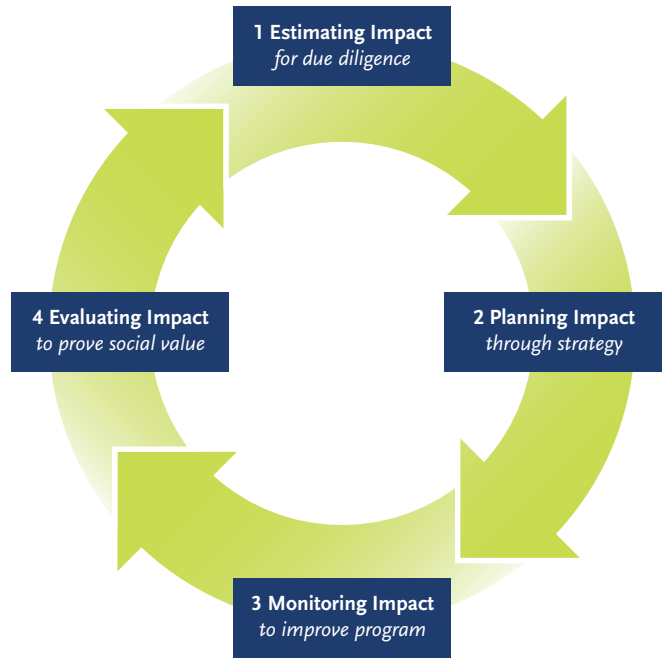 1 Estimating Impact
for due diligence
2 Planning Impact
through strategy
3 Monitoring Impact
to improve program
4 Evaluating Impact
to prove social value